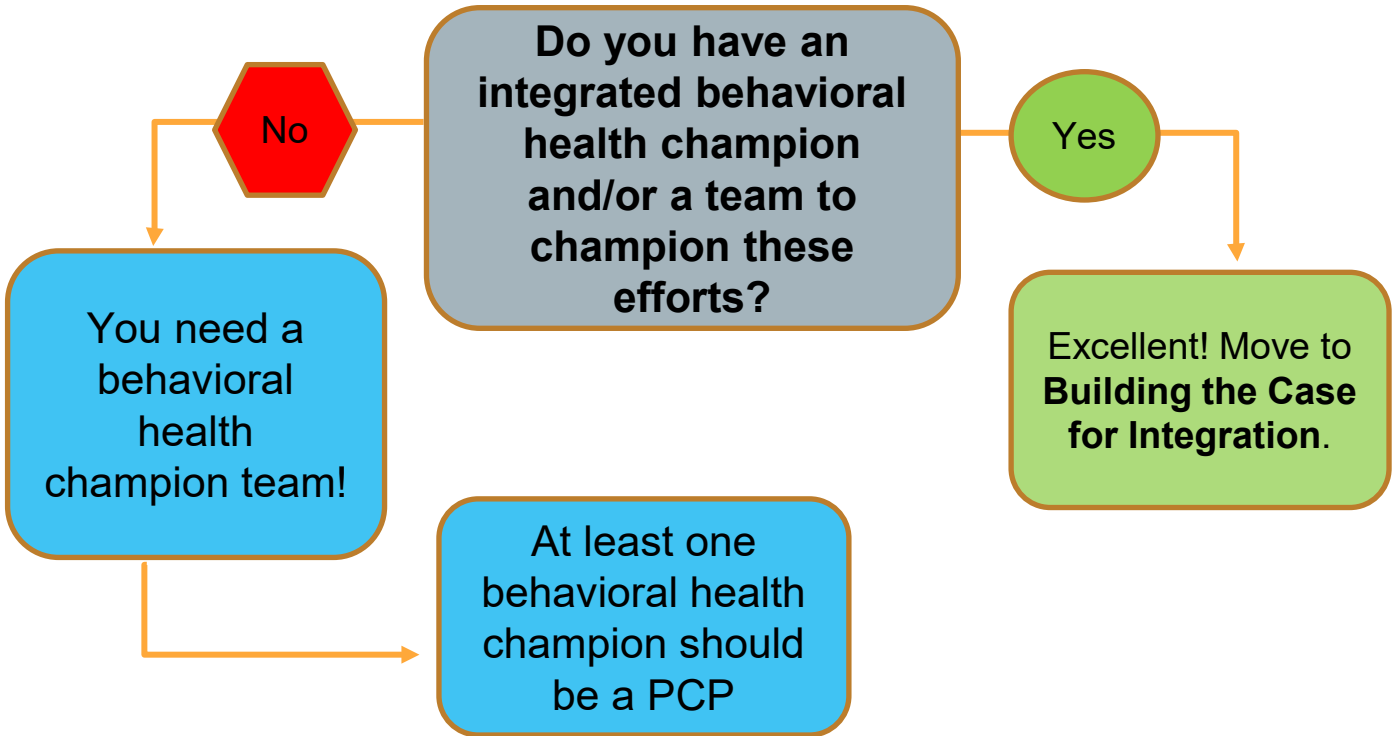 Do you have an
integrated behavioral
health champion
and/or a team to
champion these
efforts?
No
Yes
You need a
behavioral
health
champion team!
Excellent! Move to
Building the Case
for Integration.
At least one
behavioral health
champion should
be a PCP